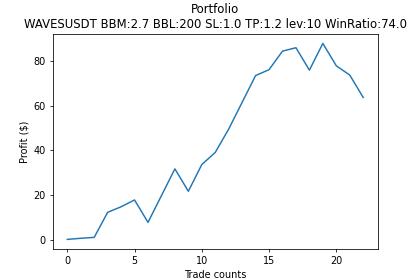 Portfolio
WAVESUSDT BBM:2.7 BBL:200 SL:1.0 TP:1.2 lev:10 WinRatio:74.0
80
60
40
20
0
Profit ($)
0 5 10 15 20
Trade counts